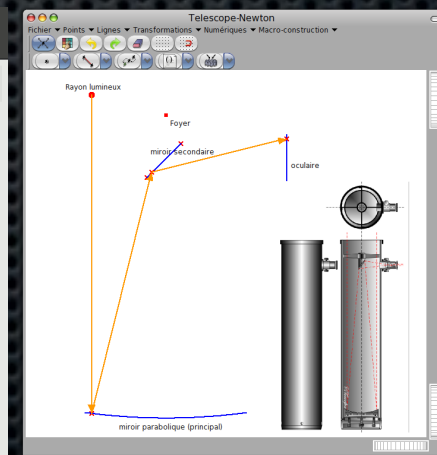 Telescope-Newton
Fichier ▾ Points ▾ Lignes ▾ Transformations ▾ Numériques ▾ Macro-construction ▾
Rayon lumineux
Foyer
miroir secondaire
oculaire
miroir parabolique (principal)